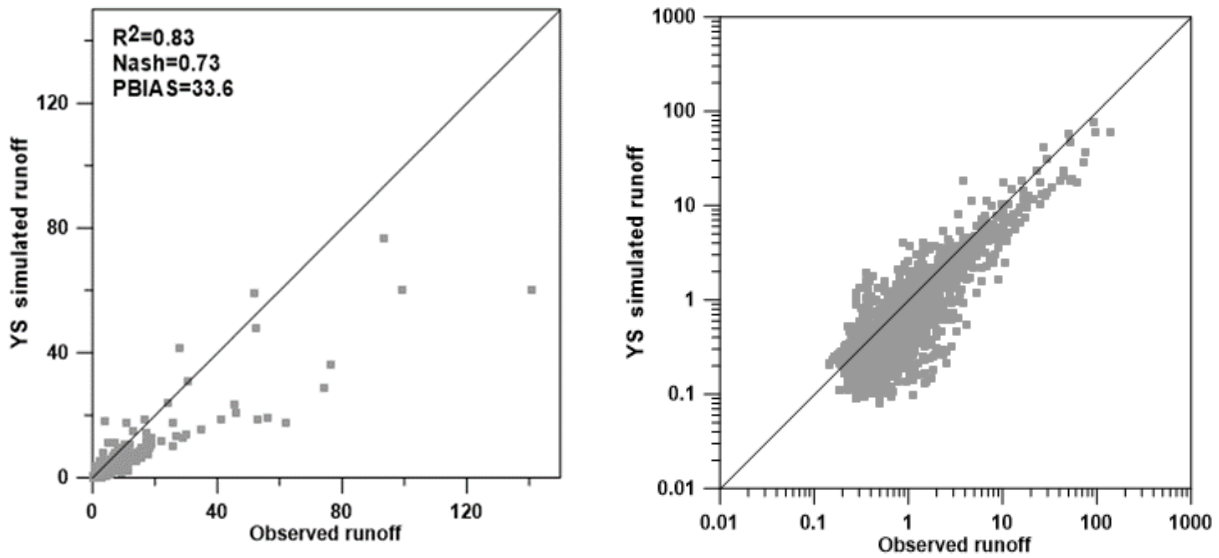 R2=0.83
Nash=0.73
PBIAS=33.6
120
80
40
0
YS simulated runoff
0 40 80 120
Observed runoff
1000
100
10
1
0.1
0.01
YS simulated runoff
0.01 0.1 1 10 100 1000
Observed runoff